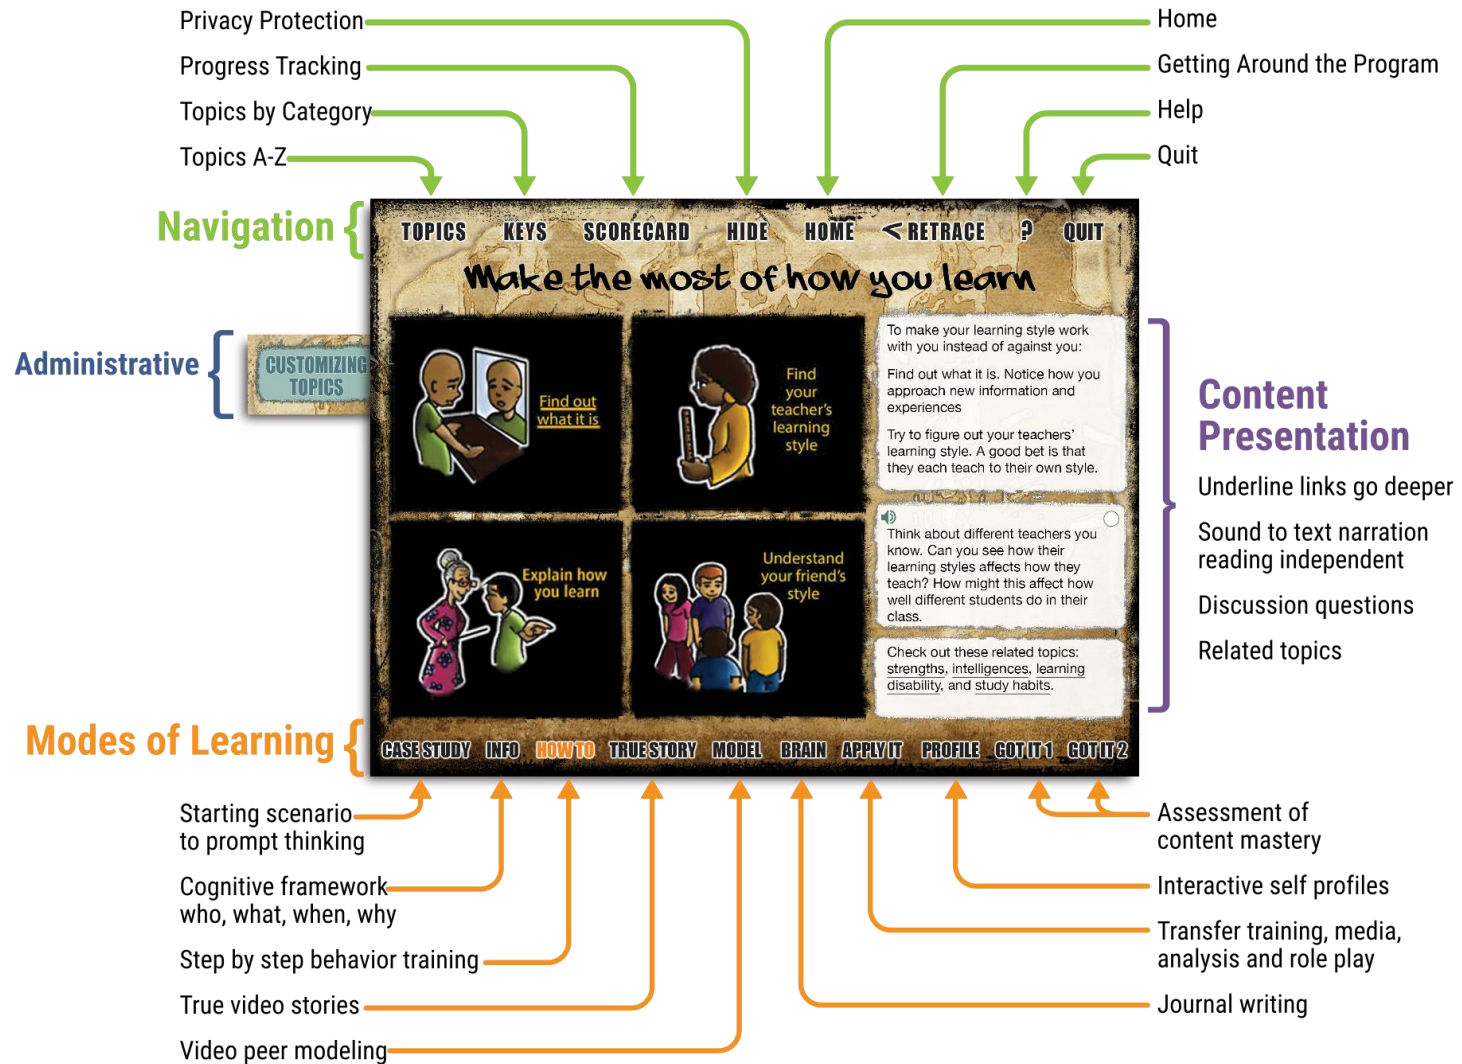 Privacy Protection
Progress Tracking
Topics by Category
Topics A-Z
Home
Getting Around the Program
Help
Quit
Navigation
TOPICS KEYS SCORECARD HIDE HOME < RETRACE ? QUIT
Make the most of how you learn
Administrative
CUSTOMIZING
TOPICS
Find out
what it is
Find
your
teacher's
learning
style
Explain how
you learn
Understand
your friend's
style
To make your learning style work
with you instead of against you:
Find out what it is. Notice how you
approach new information and
experiences
Try to figure out your teachers'
learning style. A good bet is that
they each teach to their own style.
Think about different teachers you
know. Can you see how their
learning styles affects how they
teach? How might this affect how
well different students do in their
class.
Check out these related topics:
strengths, intelligences, learning
disability, and study habits.
Content
Presentation
Underline links go deeper
Sound to text narration
reading independent
Discussion questions
Related topics
Modes of Learning
CASE STUDY INFO HOW TO TRUE STORY MODEL BRAIN APPLY IT PROFILE GOT IT 1 GOT IT 2
Starting scenario
to prompt thinking
Cognitive framework
who, what, when, why
Step by step behavior training
True video stories
Video peer modeling
Assessment of
content mastery
Interactive self profiles
Transfer training, media,
analysis and role play
Journal writing